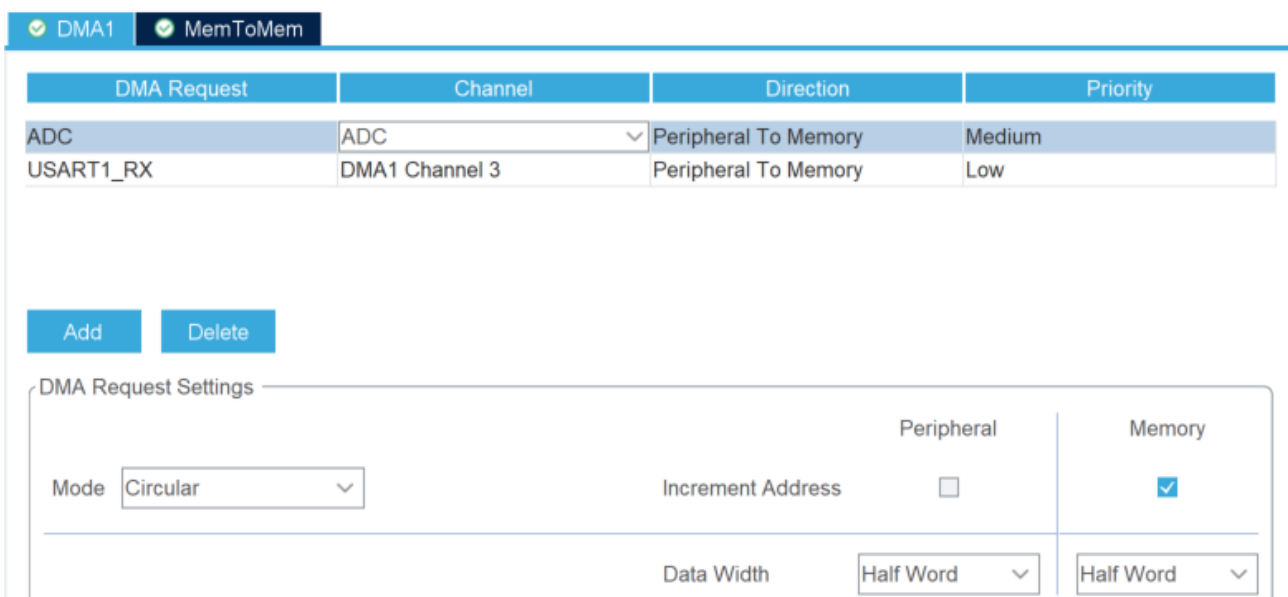 DMA1 MemToMem
DMA Request Channel Direction Priority
ADC ADC Peripheral To Memory Medium
USART1_RX DMA1 Channel 3 Peripheral To Memory Low
Add Delete
DMA Request Settings
Peripheral Memory
Mode Circular Increment Address
Data Width Half Word Half Word